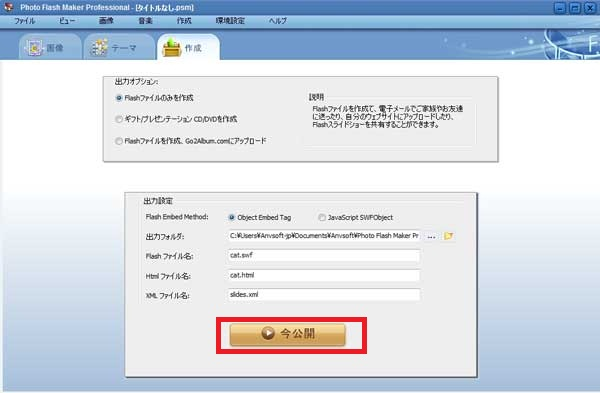 Photo Flash Maker Professional - [タイトルなし.psm]
ファイル ビュー 画像 音楽 作成 環境設定 ヘルプ
画像 テーマ 作成
出力オプション:
Flashファイルのみを作成
ギフト/プレゼンテーション CD/DVDを作成
Flashファイルを作成、Go2Album.comにアップロード
説明
Flashファイルを作成て、電子メールでご家族やお友達
に送ったり、自分のウェブサイトにアップロードしたり、
Flashスライドショーを共有することができます。
出力設定
Flash Embed Method: Object Embed Tag JavaScript SWFObject
出力フォルダ: C:¥Users¥Anvsoft-jp¥Documents¥Anvsoft¥Photo Flash Maker Pr ...
Flash ファイル名: cat.swf
Html ファイル名: cat.html
XML ファイル名: slides.xml
今公開